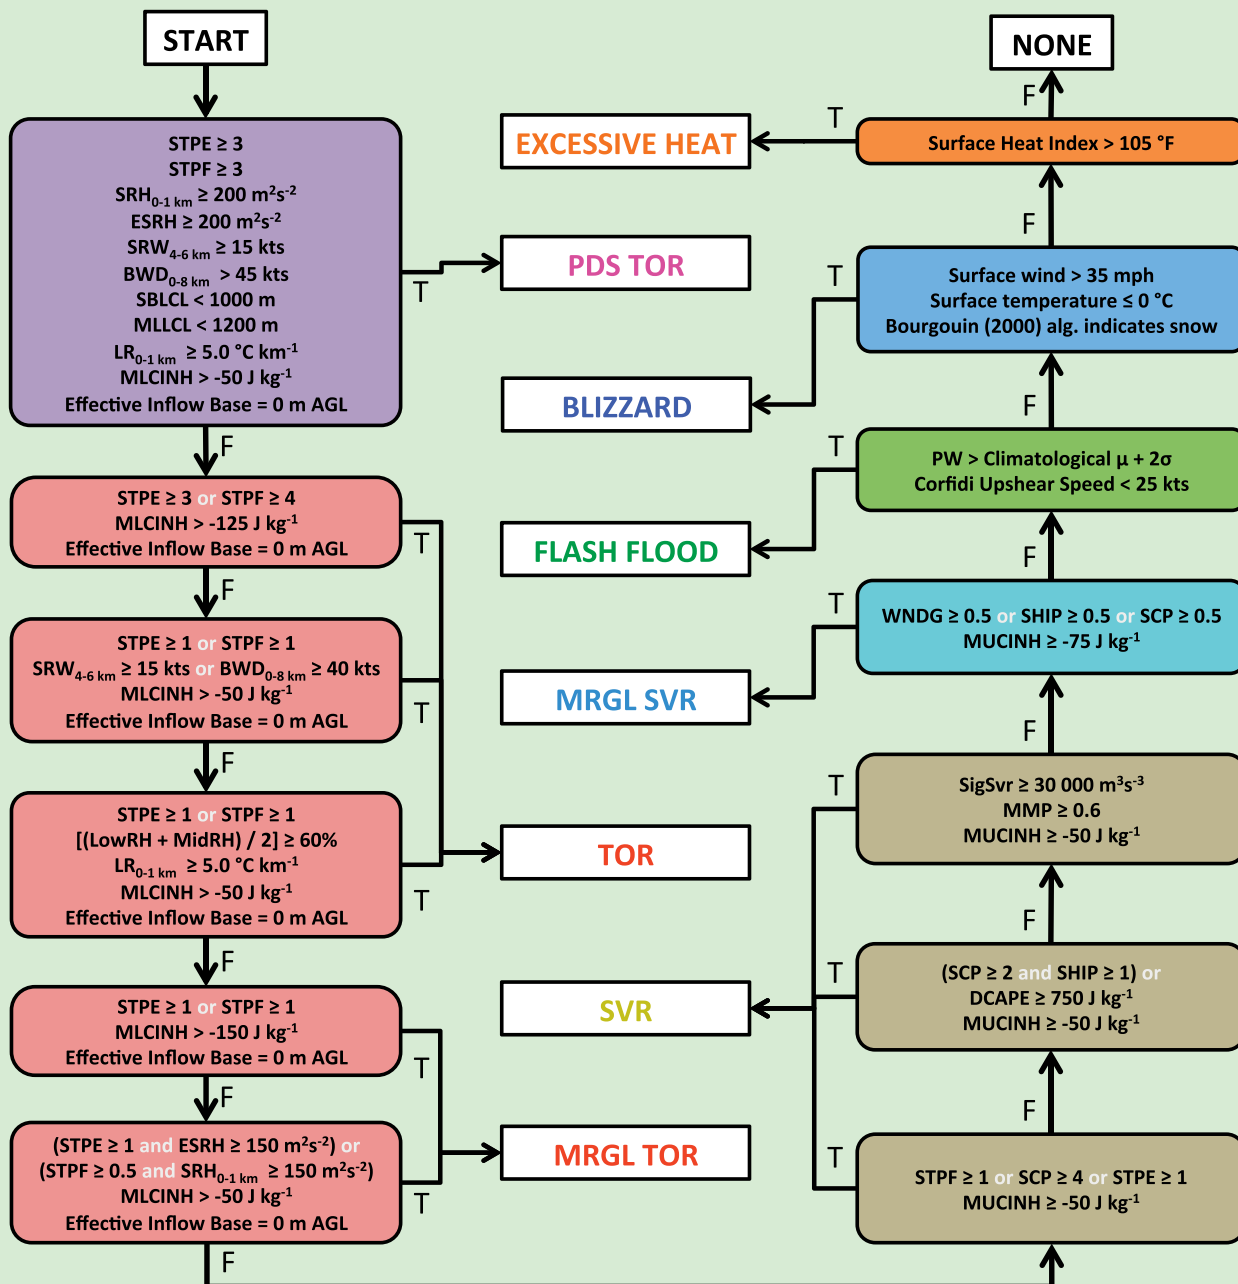 START
STPE ≥ 3
STPF ≥ 3
SRH0-1 km ≥ 200 m²s⁻²
ESRH ≥ 200 m²s⁻²
SRW4-6 km ≥ 15 kts
BWD0-8 km > 45 kts
SBLCL < 1000 m
MLLCL < 1200 m
LR0-1 km ≥ 5.0 °C km⁻¹
MLCINH > -50 J kg⁻¹
Effective Inflow Base = 0 m AGL
T
F
STPE ≥ 3 or STPF ≥ 4
MLCINH > -125 J kg⁻¹
Effective Inflow Base = 0 m AGL
T
F
STPE ≥ 1 or STPF ≥ 1
SRW4-6 km ≥ 15 kts or BWD0-8 km ≥ 40 kts
MLCINH > -50 J kg⁻¹
Effective Inflow Base = 0 m AGL
T
F
STPE ≥ 1 or STPF ≥ 1
[(LowRH + MidRH) / 2] ≥ 60%
LR0-1 km ≥ 5.0 °C km⁻¹
MLCINH > -50 J kg⁻¹
Effective Inflow Base = 0 m AGL
T
F
STPE ≥ 1 or STPF ≥ 1
MLCINH > -150 J kg⁻¹
Effective Inflow Base = 0 m AGL
T
F
(STPE ≥ 1 and ESRH ≥ 150 m²s⁻²) or
(STPF ≥ 0.5 and SRH0-1 km ≥ 150 m²s⁻²)
MLCINH > -50 J kg⁻¹
Effective Inflow Base = 0 m AGL
T
F
EXCESSIVE HEAT
PDS TOR
BLIZZARD
FLASH FLOOD
MRGL SVR
TOR
SVR
MRGL TOR
NONE
F
T
Surface Heat Index > 105 °F
F
T
Surface wind > 35 mph
Surface temperature ≤ 0 °C
Bourgouin (2000) alg. indicates snow
F
T
PW > Climatological μ + 2σ
Corfidi Upshear Speed < 25 kts
F
T
WNDG ≥ 0.5 or SHIP ≥ 0.5 or SCP ≥ 0.5
MUCINH ≥ -75 J kg⁻¹
F
T
SigSvr ≥ 30 000 m³s⁻³
MMP ≥ 0.6
MUCINH ≥ -50 J kg⁻¹
F
T
(SCP ≥ 2 and SHIP ≥ 1) or
DCAPE ≥ 750 J kg⁻¹
MUCINH ≥ -50 J kg⁻¹
F
T
STPF ≥ 1 or SCP ≥ 4 or STPE ≥ 1
MUCINH ≥ -50 J kg⁻¹